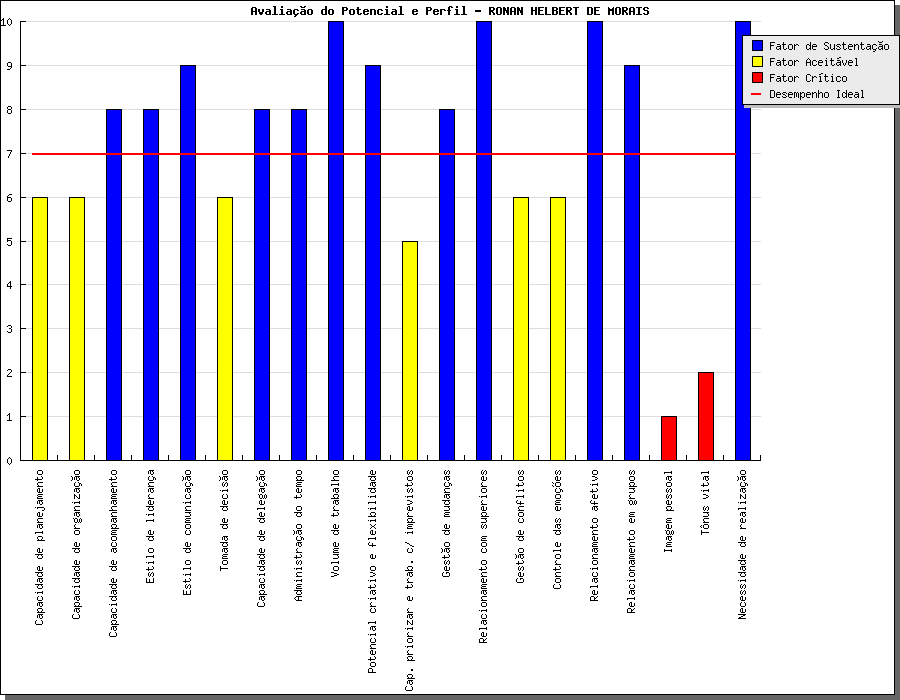 Avaliação do Potencial e Perfil - RONAN HELBERT DE MORAIS
Fator de Sustentação
Fator Aceitável
Fator Crítico
Desempenho Ideal
10
9
8
7
6
5
4
3
2
1
0
Capacidade de planejamento
Capacidade de organização
Capacidade de acompanhamento
Estilo de liderança
Estilo de comunicação
Tomada de decisão
Capacidade de delegação
Administração do tempo
Volume de trabalho
Potencial criativo e flexibilidade
Cap. priorizar e trab. c/ imprevistos
Gestão de mudanças
Relacionamento com superiores
Gestão de conflitos
Controle das emoções
Relacionamento afetivo
Relacionamento em grupos
Imagem pessoal
Tônus vital
Necessidade de realização